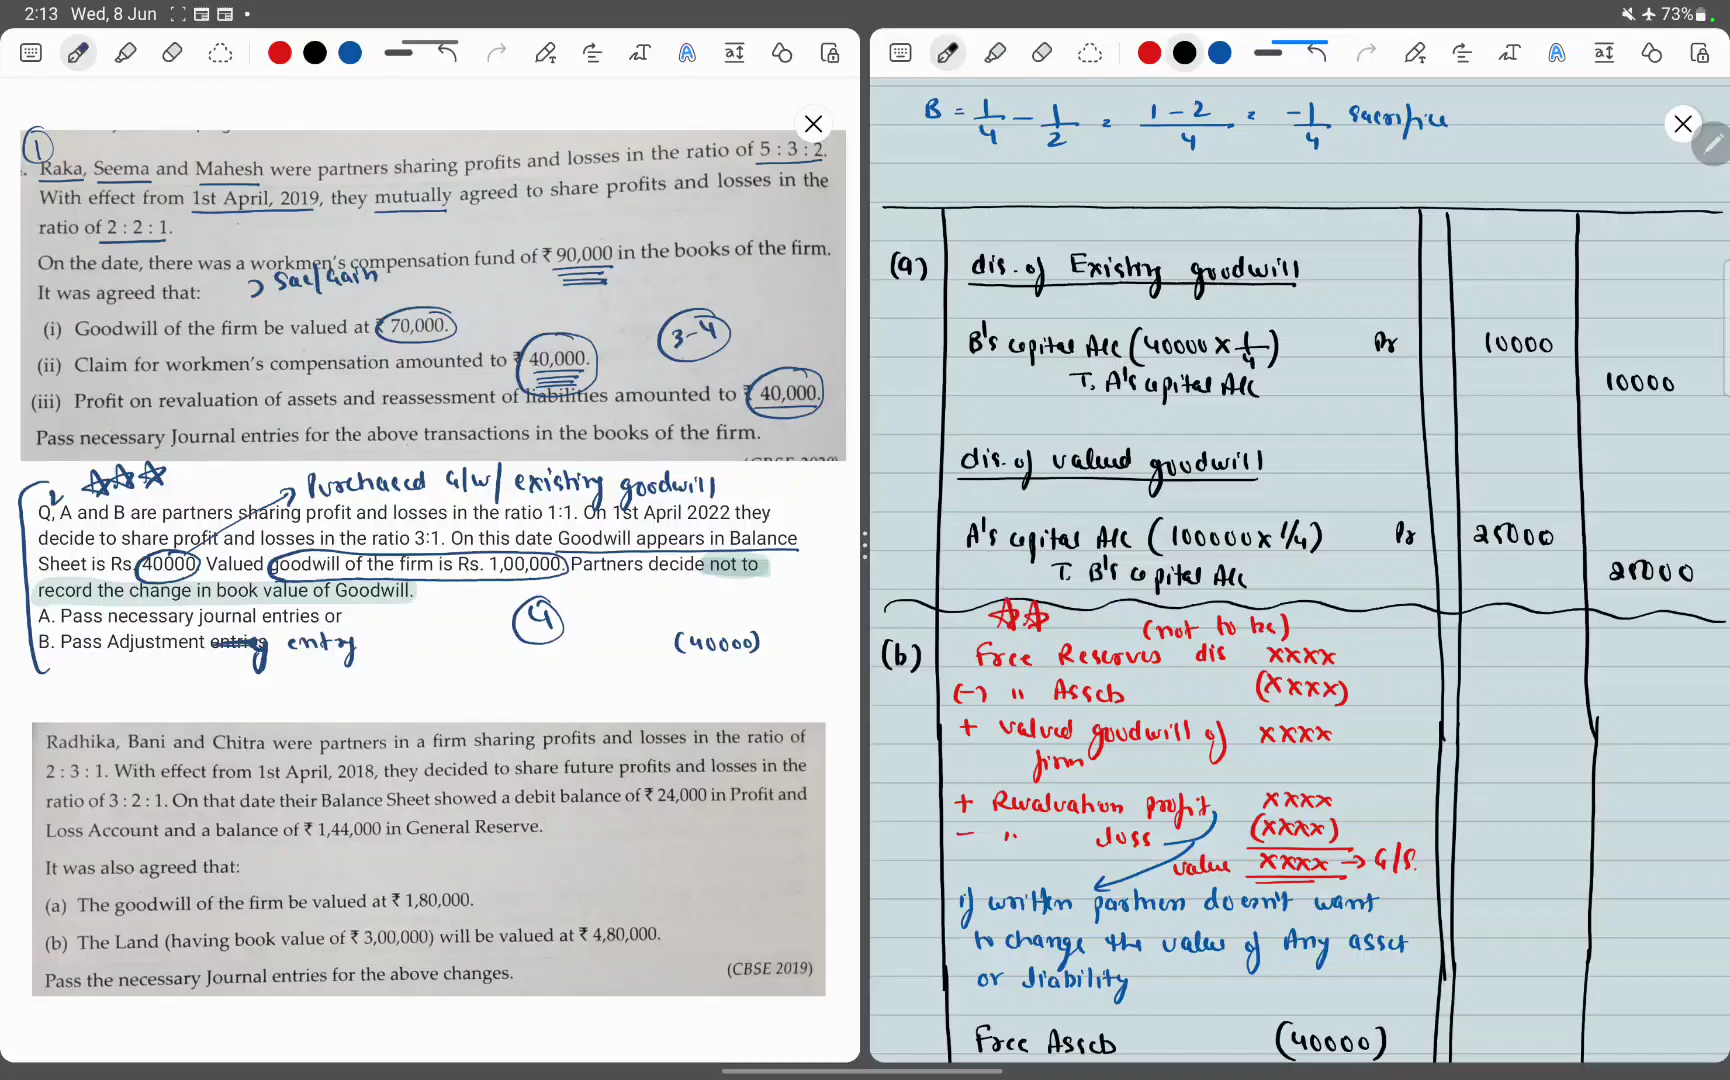 2:13 Wed, 8 Jun
73%
1
Raka, Seema and Mahesh were partners sharing profits and losses in the ratio of 5 : 3 : 2.
With effect from 1st April, 2019, they mutually agreed to share profits and losses in the
ratio of 2 : 2 : 1.
On the date, there was a workmen's compensation fund of ₹ 90,000 in the books of the firm.
It was agreed that:
Sac/Gain
(i) Goodwill of the firm be valued at ₹ 70,000.
3-4
(ii) Claim for workmen's compensation amounted to ₹ 40,000.
(iii) Profit on revaluation of assets and reassessment of liabilities amounted to ₹ 40,000.
Pass necessary Journal entries for the above transactions in the books of the firm.
Purchased G/w/ existing goodwill
2
Q, A and B are partners sharing profit and losses in the ratio 1:1. On 1st April 2022 they
decide to share profit and losses in the ratio 3:1. On this date Goodwill appears in Balance
Sheet is Rs. 40000. Valued goodwill of the firm is Rs. 1,00,000. Partners decide not to
record the change in book value of Goodwill.
A. Pass necessary journal entries or
4
B. Pass Adjustment entries entry
(40000)
Radhika, Bani and Chitra were partners in a firm sharing profits and losses in the ratio of
2 : 3 : 1. With effect from 1st April, 2018, they decided to share future profits and losses in the
ratio of 3 : 2 : 1. On that date their Balance Sheet showed a debit balance of ₹ 24,000 in Profit and
Loss Account and a balance of ₹ 1,44,000 in General Reserve.
It was also agreed that:
(a) The goodwill of the firm be valued at ₹ 1,80,000.
(b) The Land (having book value of ₹ 3,00,000) will be valued at ₹ 4,80,000.
Pass the necessary Journal entries for the above changes.
(CBSE 2019)
B = 1/4 - 1/2 = 1-2/4 = -1/4 sacrifice
(a) dis. of Existing goodwill
B's capital A/c (40000 x 1/4) Dr 10000
To A's capital A/c 10000
dis. of valued goodwill
A's capital A/c (100000 x 1/4) Dr 25000
To B's capital A/c 25000
(not to be)
(b) Free Reserves dis xxxx
(-) " Assets (xxxx)
+ valued goodwill of xxxx
firm
+ Revaluation profit xxxx
- " loss (xxxx)
value xxxx → G/S.
if written partners doesn't want
to change the value of Any asset
or liability
Free Assets (40000)